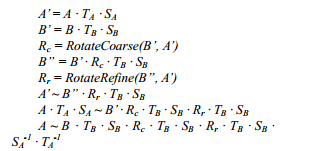 A' = A · T_A · S_A
B' = B · T_B · S_B
R_c = RotateCoarse(B', A')
B'' = B' · R_c · T_B · S_B
R_r = RotateRefine(B'', A')
A' ~ B'' · R_r · T_B · S_B
A · T_A · S_A ~ B' · R_c · T_B · S_B · R_r · T_B · S_B
A ~ B · T_B · S_B · R_c · T_B · S_B · R_r · T_B · S_B ·
S_A^-1 · T_A^-1